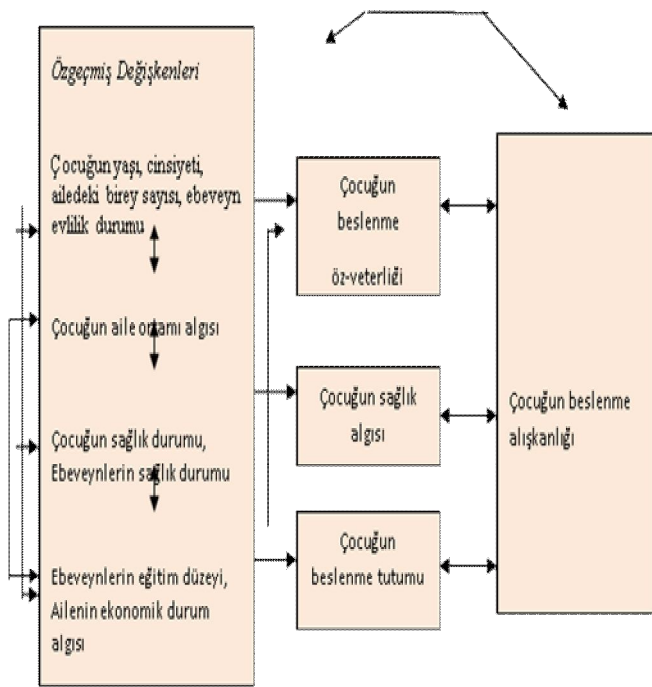 Özgeçmiş Değişkenleri
Çocuğun yaşı, cinsiyeti,
ailedeki birey sayısı, ebeveyn
evlilik durumu
Çocuğun aile ortamı algısı
Çocuğun sağlık durumu,
Ebeveynlerin sağlık durumu
Ebeveynlerin eğitim düzeyi,
Ailenin ekonomik durum
algısı
Çocuğun
beslenme
öz-veterliği
Çocuğun sağlık
algısı
Çocuğun
beslenme tutumu
Çocuğun beslenme
alışkanlığı